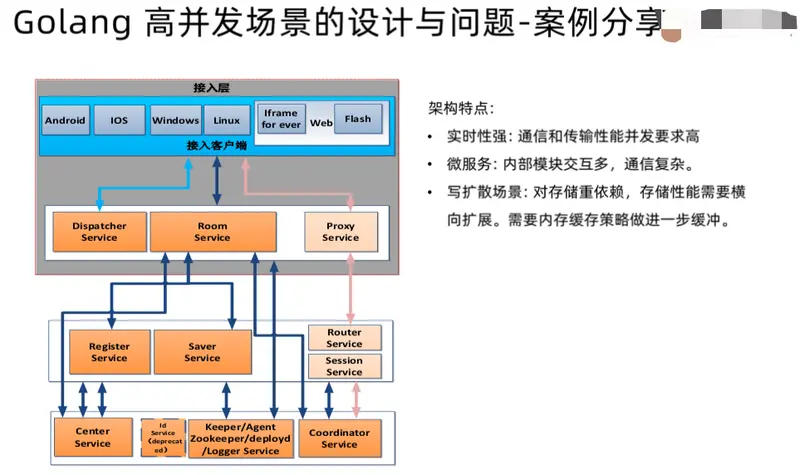 Golang 高并发场景的设计与问题-案例分享
接入层
Android
IOS
Windows
Linux
Iframe
for ever
Web
Flash
接入客户端
Dispatcher
Service
Room
Service
Proxy
Service
Register
Service
Saver
Service
Router
Service
Session
Service
Center
Service
Id
Service
(deprecat
ed)
Keeper/Agent
Zookeeper/deployd
/Logger Service
Coordinator
Service
架构特点：
• 实时性强：通信和传输性能并发要求高
• 微服务：内部模块交互多，通信复杂。
• 写扩散场景：对存储重依赖，存储性能需要横
向扩展。需要内存缓存策略做进一步缓冲。